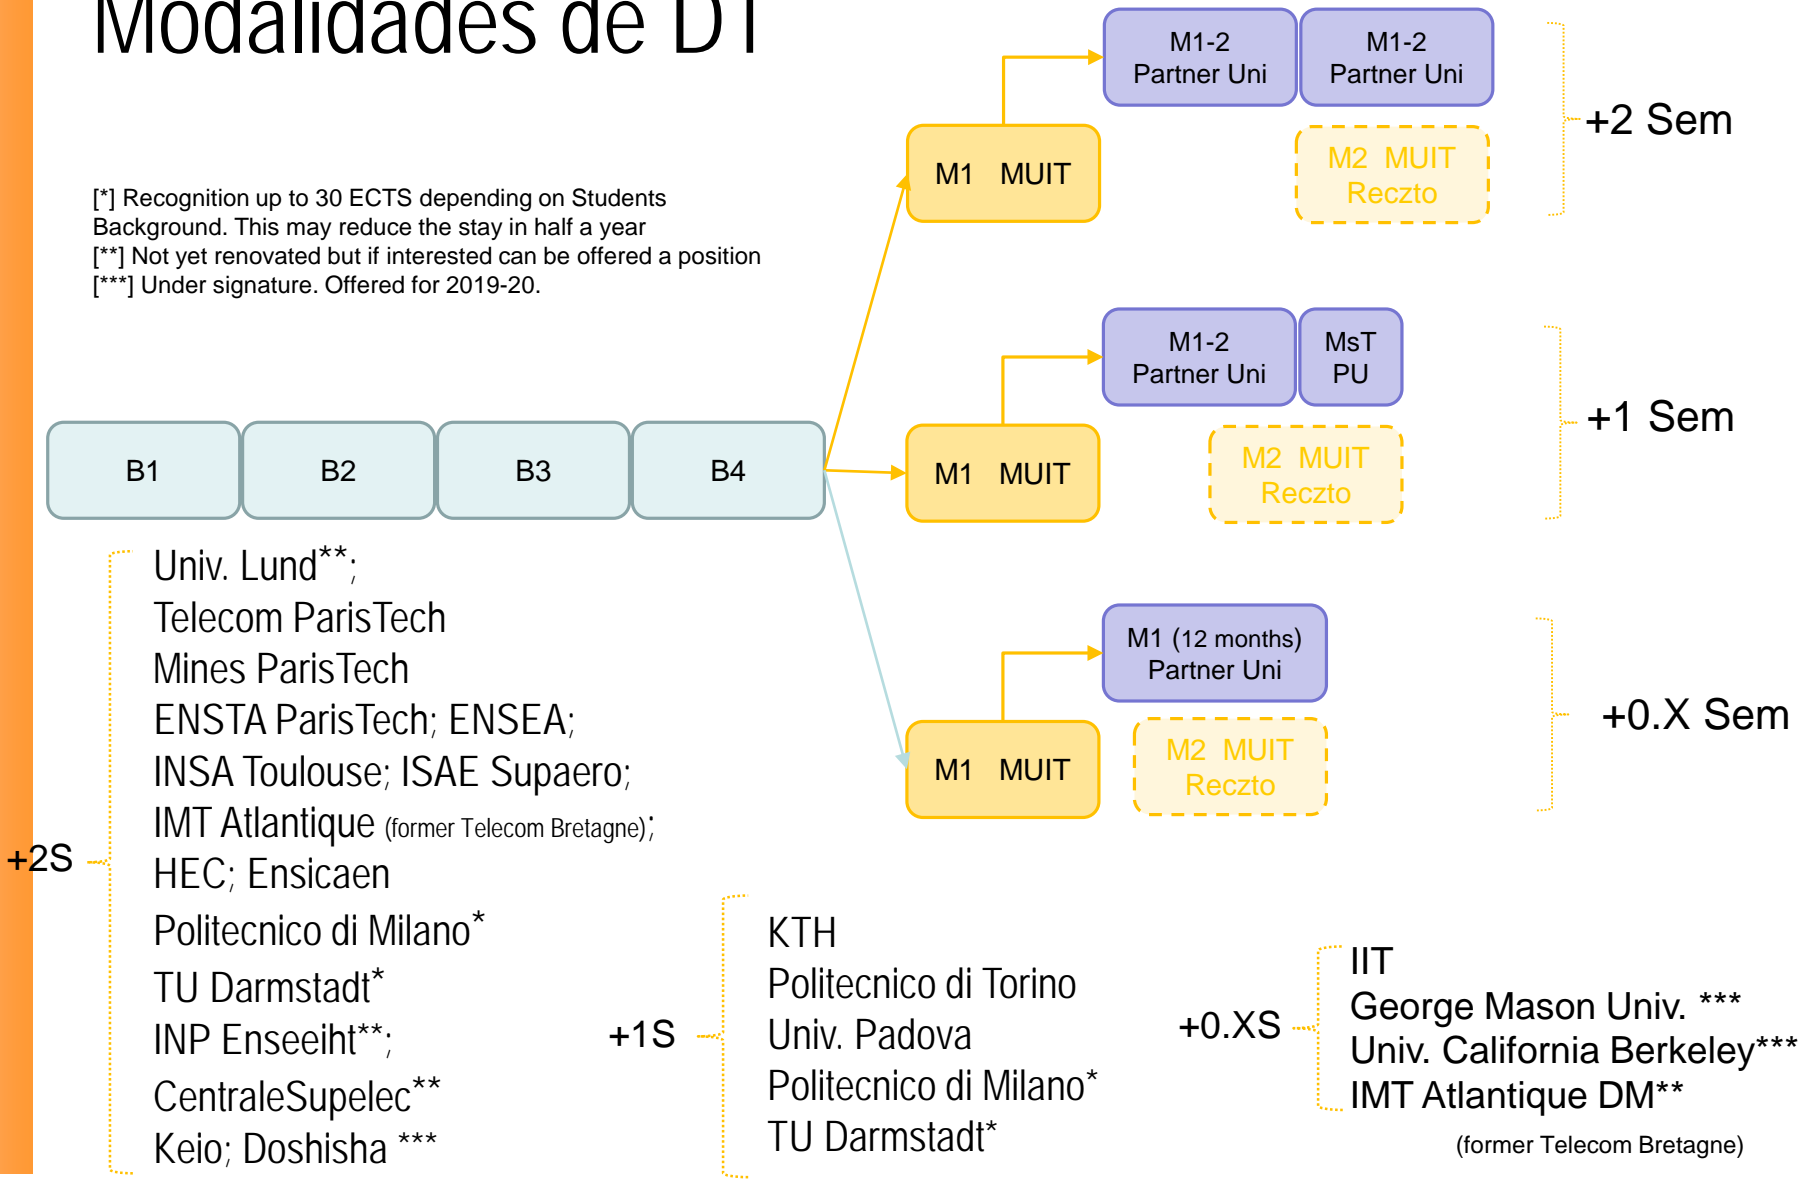 Modalidades de DT
[*] Recognition up to 30 ECTS depending on Students
Background. This may reduce the stay in half a year
[**] Not yet renovated but if interested can be offered a position
[***] Under signature. Offered for 2019-20.
M1-2
Partner Uni
M1-2
Partner Uni
M1 MUIT
M2 MUIT
Reczto
+2 Sem
M1-2
Partner Uni
MsT
PU
M1 MUIT
M2 MUIT
Reczto
+1 Sem
B1
B2
B3
B4
M1 (12 months)
Partner Uni
M1 MUIT
M2 MUIT
Reczto
+0.X Sem
+2S
Univ. Lund**;
Telecom ParisTech
Mines ParisTech
ENSTA ParisTech; ENSEA;
INSA Toulouse; ISAE Supaero;
IMT Atlantique (former Telecom Bretagne);
HEC; Ensicaen
Politecnico di Milano*
TU Darmstadt*
INP Enseeiht**;
CentraleSupelec**
Keio; Doshisha ***
+1S
KTH
Politecnico di Torino
Univ. Padova
Politecnico di Milano*
TU Darmstadt*
+0.XS
IIT
George Mason Univ. ***
Univ. California Berkeley***
IMT Atlantique DM**
(former Telecom Bretagne)